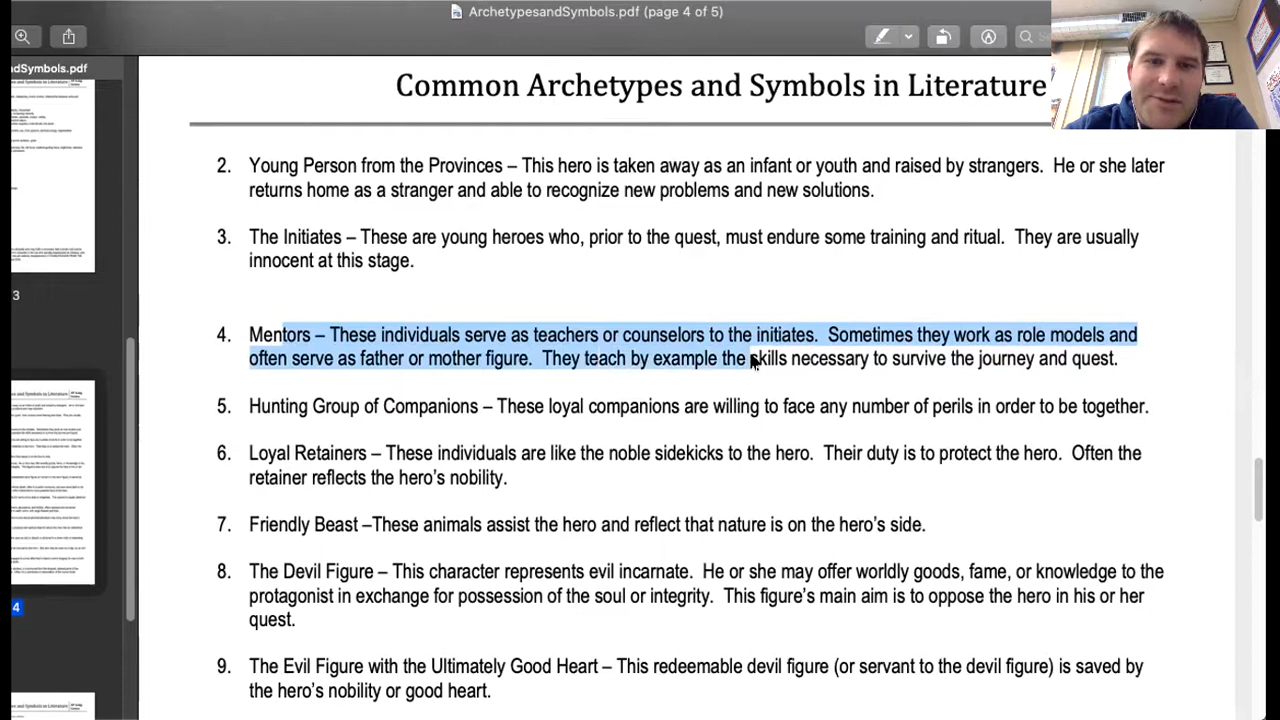 ArchetypesandSymbols.pdf (page 4 of 5)
dSymbols.pdf
Common Archetypes and Symbols in Literature
2. Young Person from the Provinces – This hero is taken away as an infant or youth and raised by strangers. He or she later
returns home as a stranger and able to recognize new problems and new solutions.
3. The Initiates – These are young heroes who, prior to the quest, must endure some training and ritual. They are usually
innocent at this stage.
3
4. Mentors – These individuals serve as teachers or counselors to the initiates. Sometimes they work as role models and
often serve as father or mother figure. They teach by example the skills necessary to survive the journey and quest.
5. Hunting Group of Companions – These loyal companions are willing to face any number of perils in order to be together.
6. Loyal Retainers – These individuals are like the noble sidekicks to the hero. Their duty is to protect the hero. Often the
retainer reflects the hero's nobility.
7. Friendly Beast –These animals assist the hero and reflect that nature is on the hero's side.
8. The Devil Figure – This character represents evil incarnate. He or she may offer worldly goods, fame, or knowledge to the
protagonist in exchange for possession of the soul or integrity. This figure's main aim is to oppose the hero in his or her
quest.
4
9. The Evil Figure with the Ultimately Good Heart – This redeemable devil figure (or servant to the devil figure) is saved by
the hero's nobility or good heart.